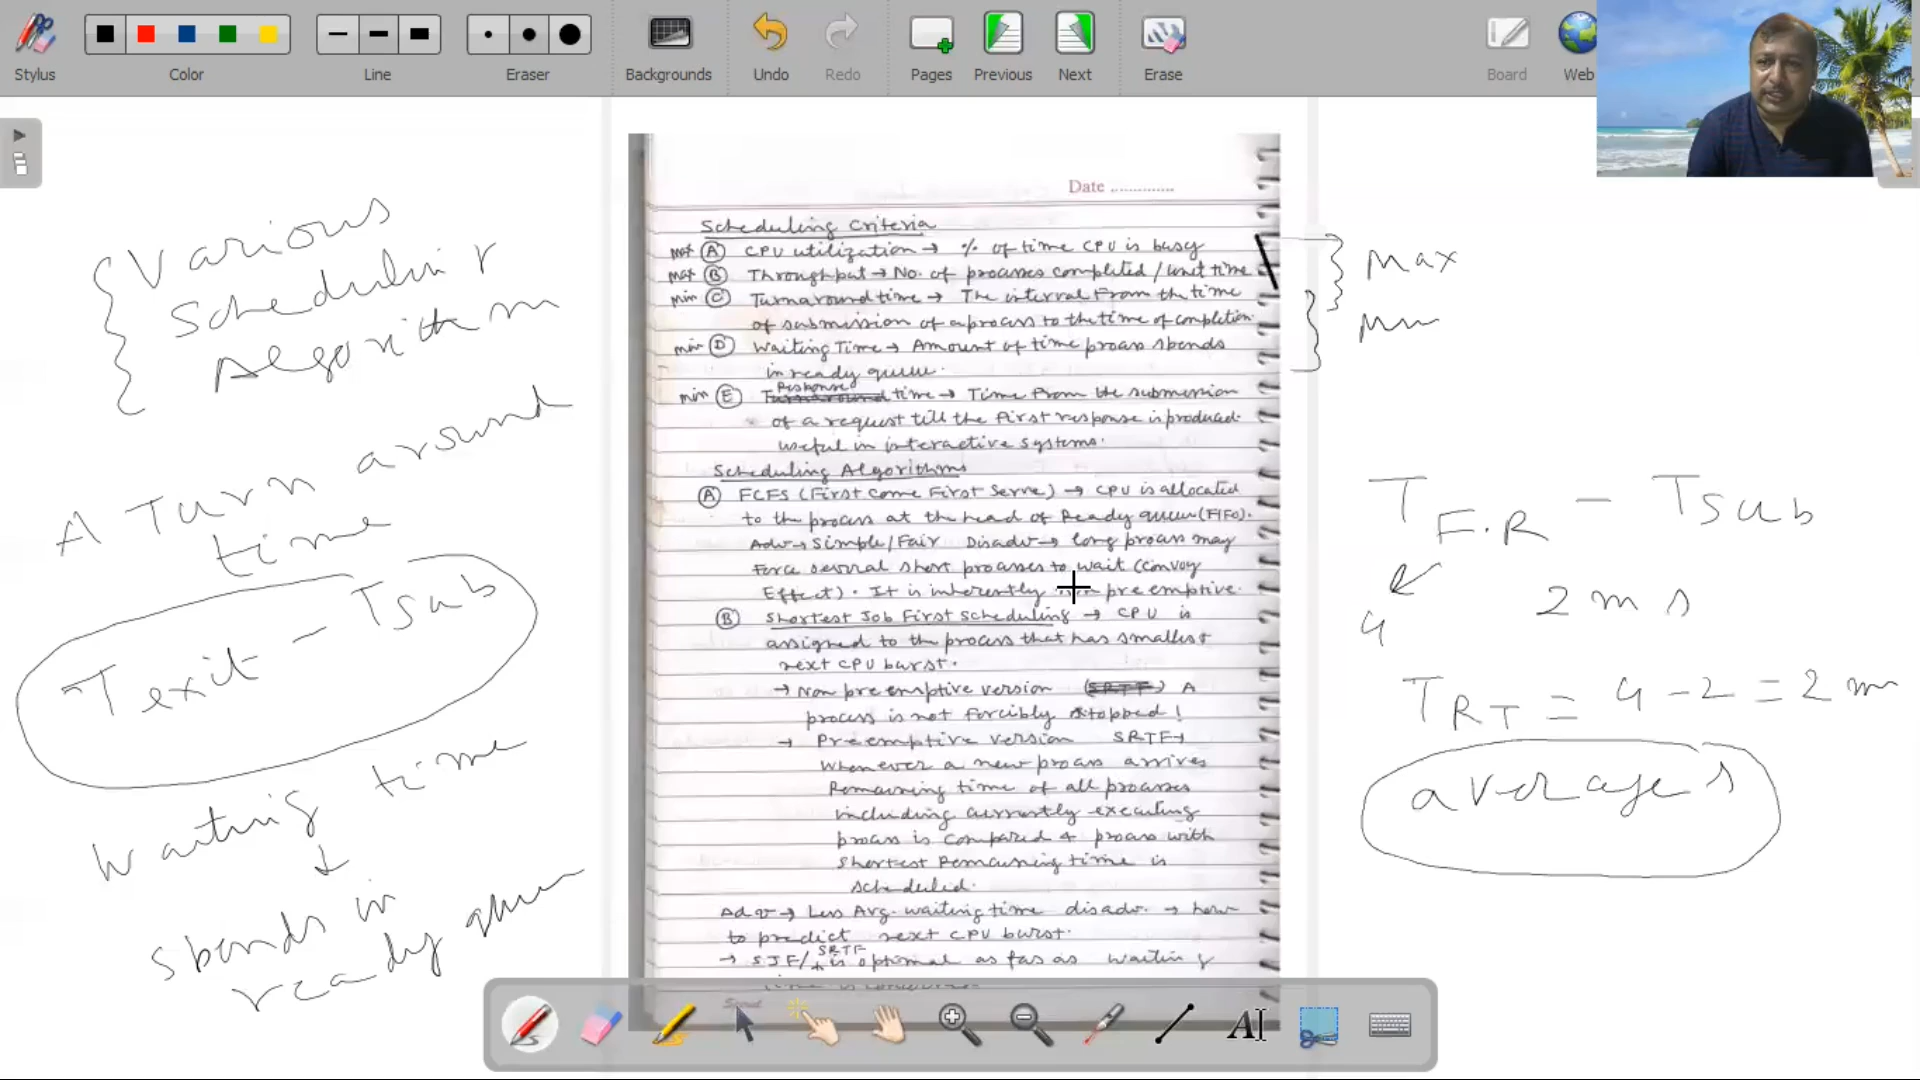 Stylus
Color
Line
Eraser
Backgrounds
Undo
Redo
Pages
Previous
Next
Erase
Board
Web
Various
Scheduling
Algorithm
A Turn around
time
Texit - Tsub
Waiting time
↓
spends in
ready queue
Date .............
Scheduling Criteria
max (A) CPU utilization → % of time CPU is busy
max (B) Throughput → No. of processes completed / unit time
min (C) Turnaround time → The interval from the time
of submission of a process to the time of completion.
min (D) Waiting Time → Amount of time process spends
in ready queue.
Response
min (E) Turnaround time → Time from the submission
of a request till the first response is produced.
useful in interactive systems.
Scheduling Algorithms
(A) FCFS (First Come First Serve) → CPU is allocated
to the process at the head of Ready queue (FIFO).
Adv → Simple/Fair Disadv → long process may
Force several short processes to wait (Convoy
Effect). It is inherently non preemptive.
(B) Shortest Job First Scheduling → CPU is
assigned to the process that has smallest
next CPU burst.
→ Non preemptive version (SRTF) A
process is not forcibly stopped!
→ Preemptive version SRTF →
whenever a new process arrives
Remaining time of all processes
including currently executing
process is compared & process with
shortest Remaining time is
scheduled.
Adv → Less Avg. waiting time disadv. → how
to predict next CPU burst.
SRTF
→ SJF/ is optimal as far as waiting
Max
Min
T F.R - Tsub
4
2 ms
TRT = 4 - 2 = 2 m
averages